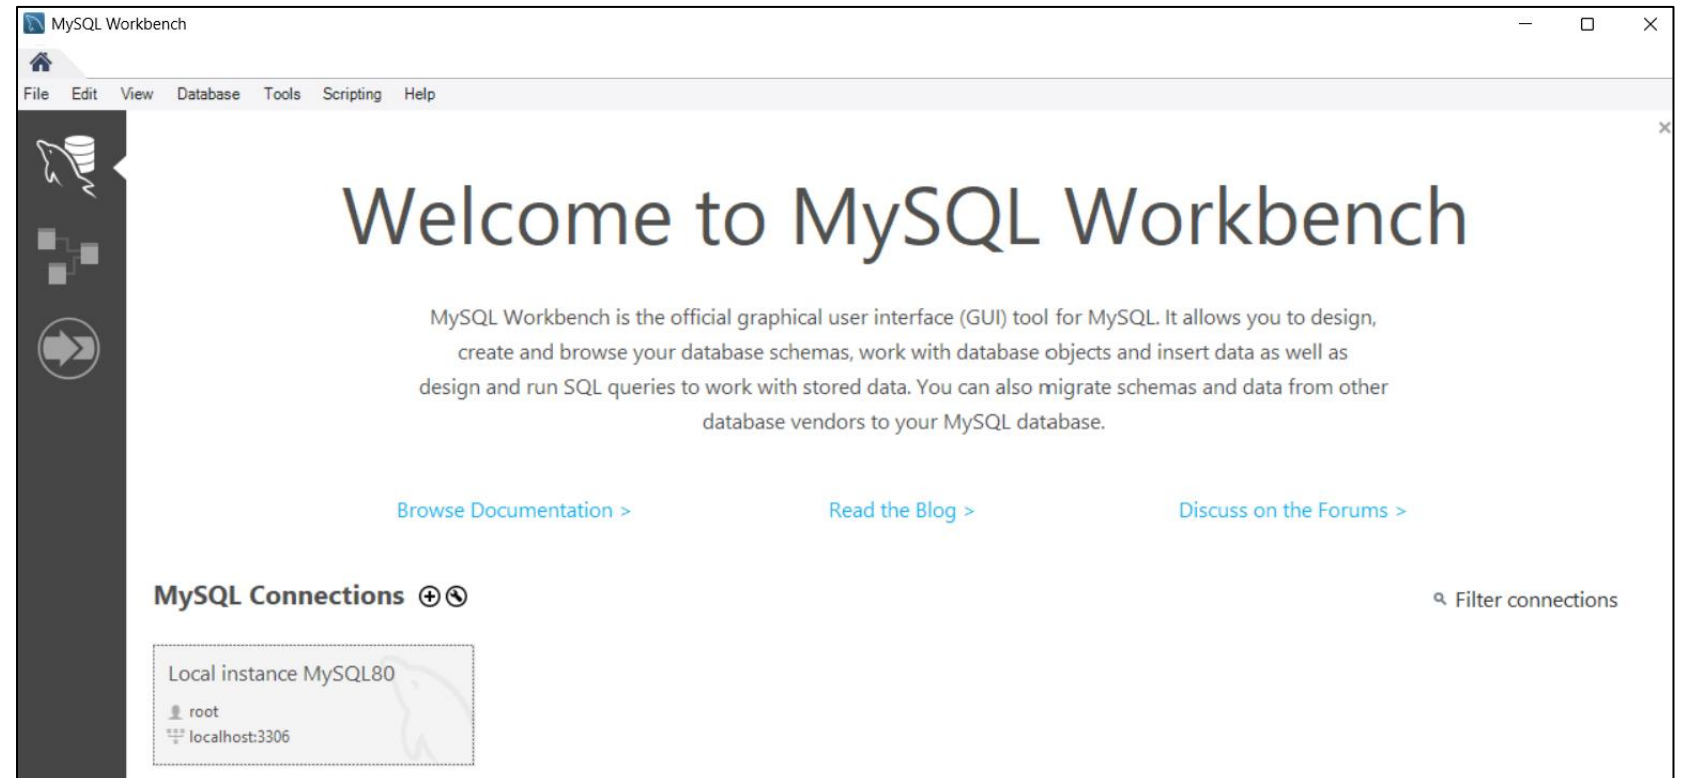 MySQL Workbench
File Edit View Database Tools Scripting Help
Welcome to MySQL Workbench
MySQL Workbench is the official graphical user interface (GUI) tool for MySQL. It allows you to design,
create and browse your database schemas, work with database objects and insert data as well as
design and run SQL queries to work with stored data. You can also migrate schemas and data from other
database vendors to your MySQL database.
Browse Documentation > Read the Blog > Discuss on the Forums >
MySQL Connections Filter connections
Local instance MySQL80
root
localhost:3306